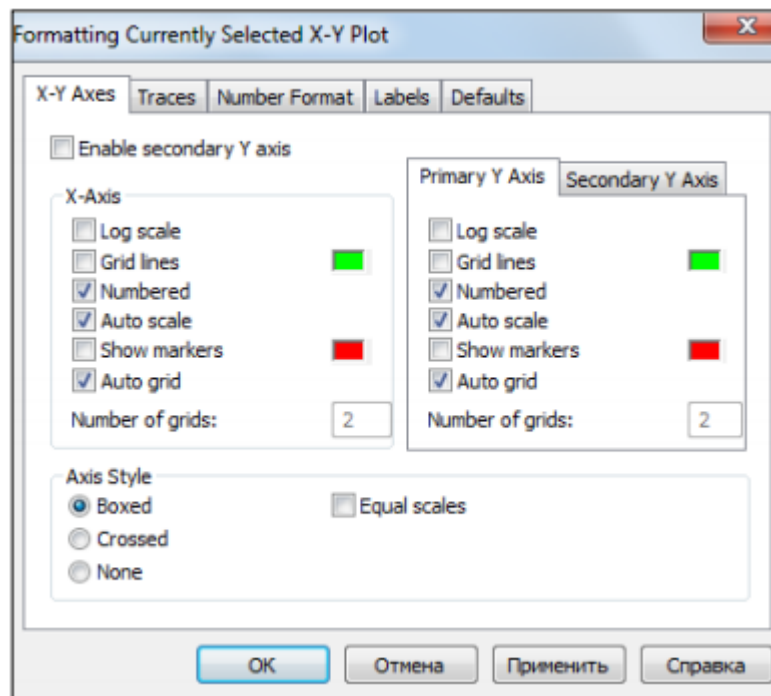 Formatting Currently Selected X-Y Plot
X-Y Axes Traces Number Format Labels Defaults
Enable secondary Y axis
X-Axis
Log scale
Grid lines
Numbered
Auto scale
Show markers
Auto grid
Number of grids: 2
Primary Y Axis Secondary Y Axis
Log scale
Grid lines
Numbered
Auto scale
Show markers
Auto grid
Number of grids: 2
Axis Style
Boxed Equal scales
Crossed
None
OK Отмена Применить Справка